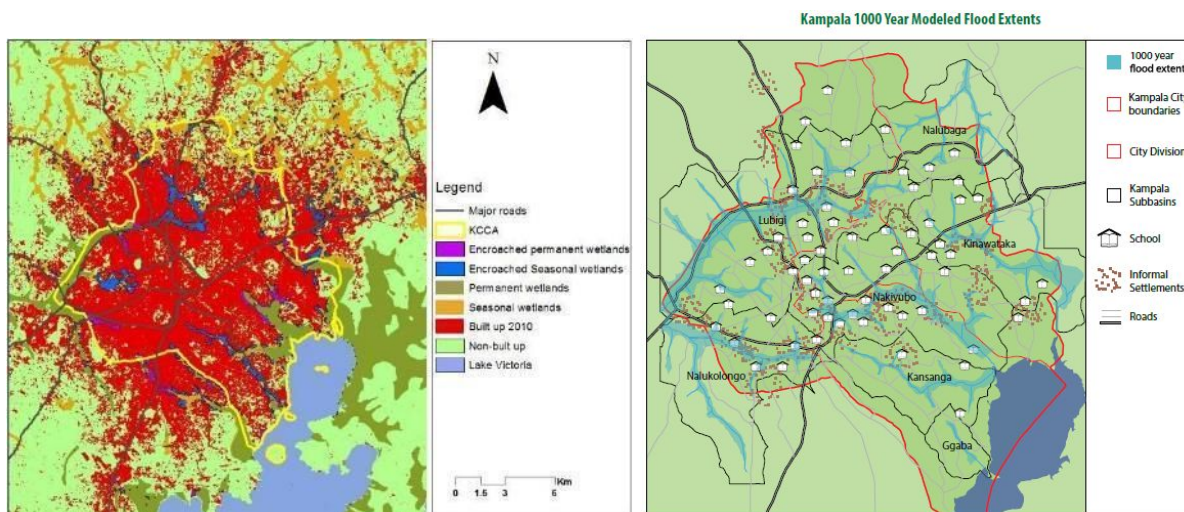 Kampala 1000 Year Modeled Flood Extents
N
Legend
Major roads
KCCA
Encroached permanent wetlands
Encroached Seasonal wetlands
Permanent wetlands
Seasonal wetlands
Built up 2010
Non-built up
Lake Victoria
Km
0 1.5 3 6
Nalubaga
Lubigi
Kinawataka
Nakivubo
Nalukolongo
Kansanga
Ggaba
1000 year
flood extent
Kampala City
boundaries
City Division
Kampala
Subbasins
School
Informal
Settlements
Roads